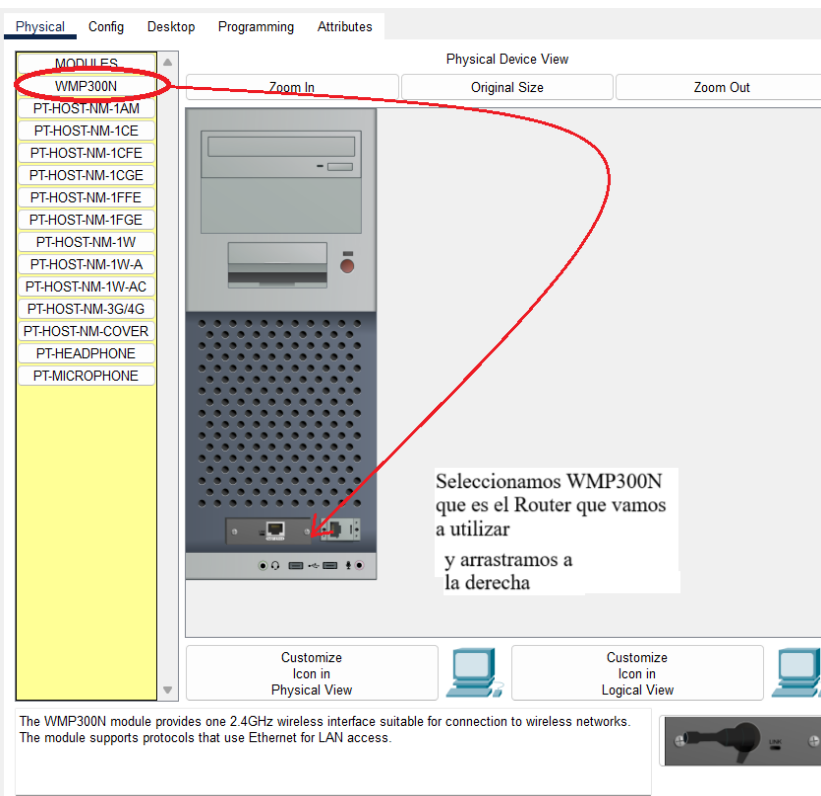 Physical Config Desktop Programming Attributes
MODULES
WMP300N
PT-HOST-NM-1AM
PT-HOST-NM-1CE
PT-HOST-NM-1CFE
PT-HOST-NM-1CGE
PT-HOST-NM-1FFE
PT-HOST-NM-1FGE
PT-HOST-NM-1W
PT-HOST-NM-1W-A
PT-HOST-NM-1W-AC
PT-HOST-NM-3G/4G
PT-HOST-NM-COVER
PT-HEADPHONE
PT-MICROPHONE
Physical Device View
Zoom In Original Size Zoom Out
Seleccionamos WMP300N
que es el Router que vamos
a utilizar
y arrastramos a
la derecha
Customize
Icon in
Physical View
Customize
Icon in
Logical View
The WMP300N module provides one 2.4GHz wireless interface suitable for connection to wireless networks.
The module supports protocols that use Ethernet for LAN access.
LINK